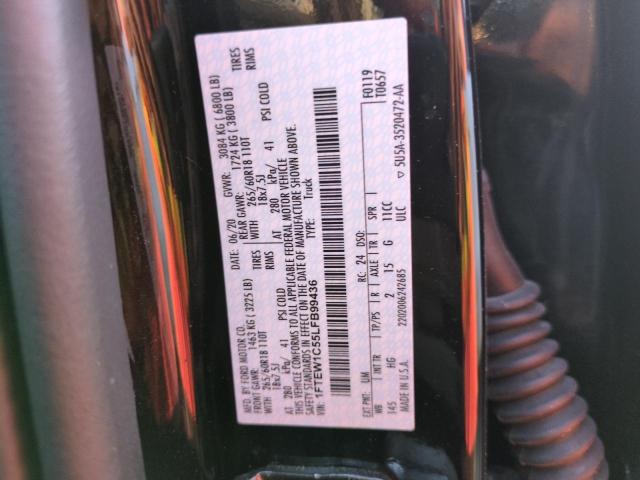 MFD. BY FORD MOTOR CO. 06/20 GVWR: 3084 KG ( 6800 LB)
FRONT GAWR: 1463 KG ( 3225 LB) REAR GAWR: 1724 KG ( 3800 LB)
WITH 265/60R18 110T TIRES WITH 265/60R18 110T TIRES
18x7.5J RIMS 18x7.5J RIMS
AT 280 kPa/ 41 PSI COLD AT 280 kPa/ 41 PSI COLD
THIS VEHICLE CONFORMS TO ALL APPLICABLE FEDERAL MOTOR VEHICLE
SAFETY STANDARDS IN EFFECT ON THE DATE OF MANUFACTURE SHOWN ABOVE.
VIN: 1FTEW1C55LFB99436 Type: Truck
F0119
T0657
EXT PNT: UM RC: 24 DSO:
WB INT TR TP/PS R AXLE TR SPR
145 HG 2 15 G 11CC
MADE IN U.S.A. 2202006242685 ULC
5U5A-3520472-AA